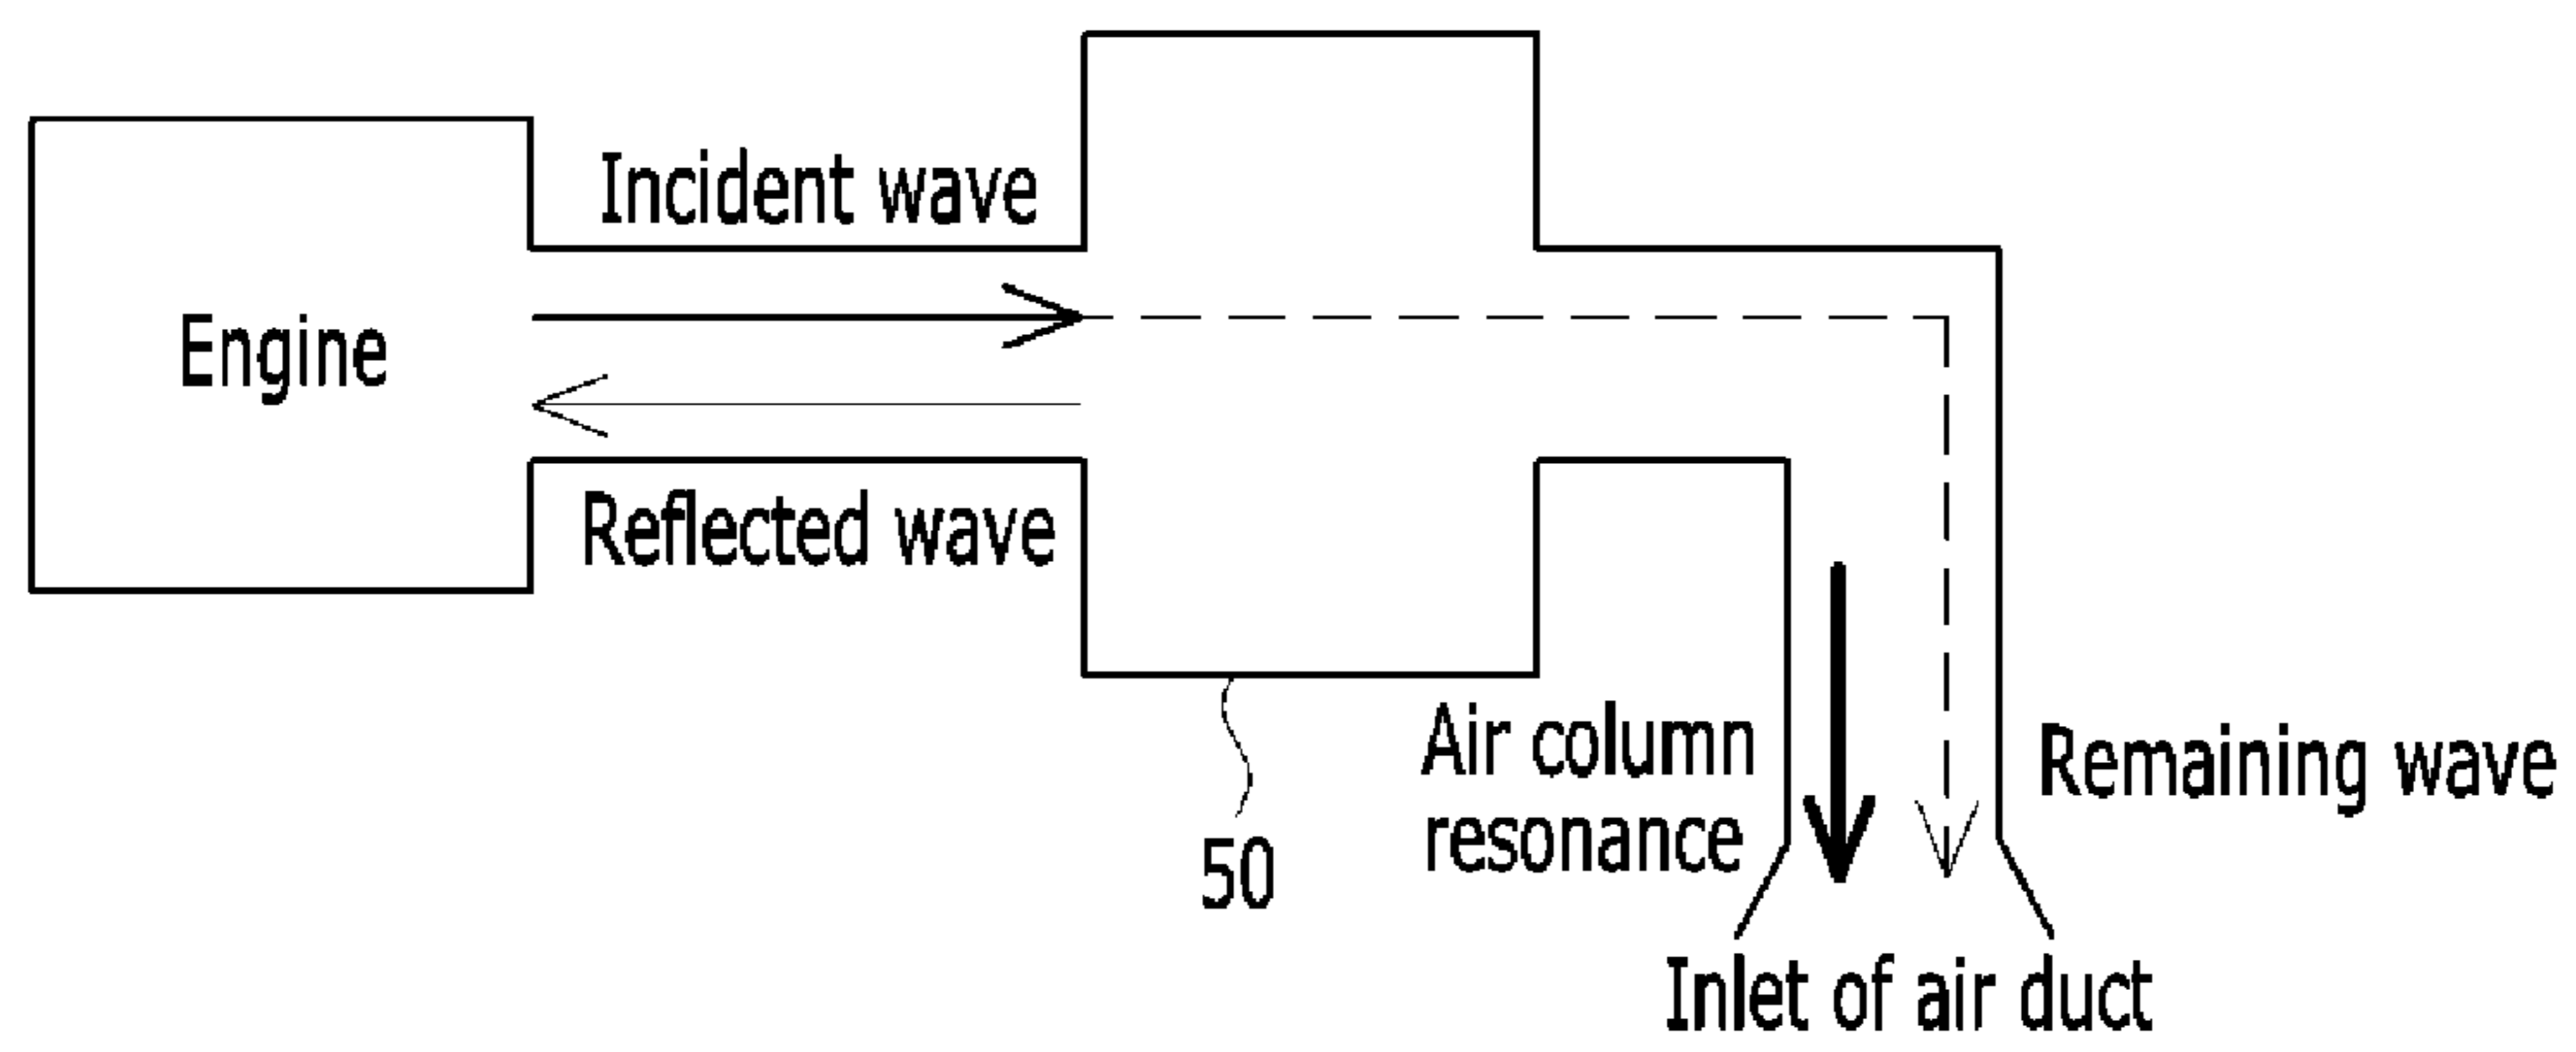 Incident wave
Engine
Reflected wave
Air column
resonance
Remaining wave
50
Inlet of air duct